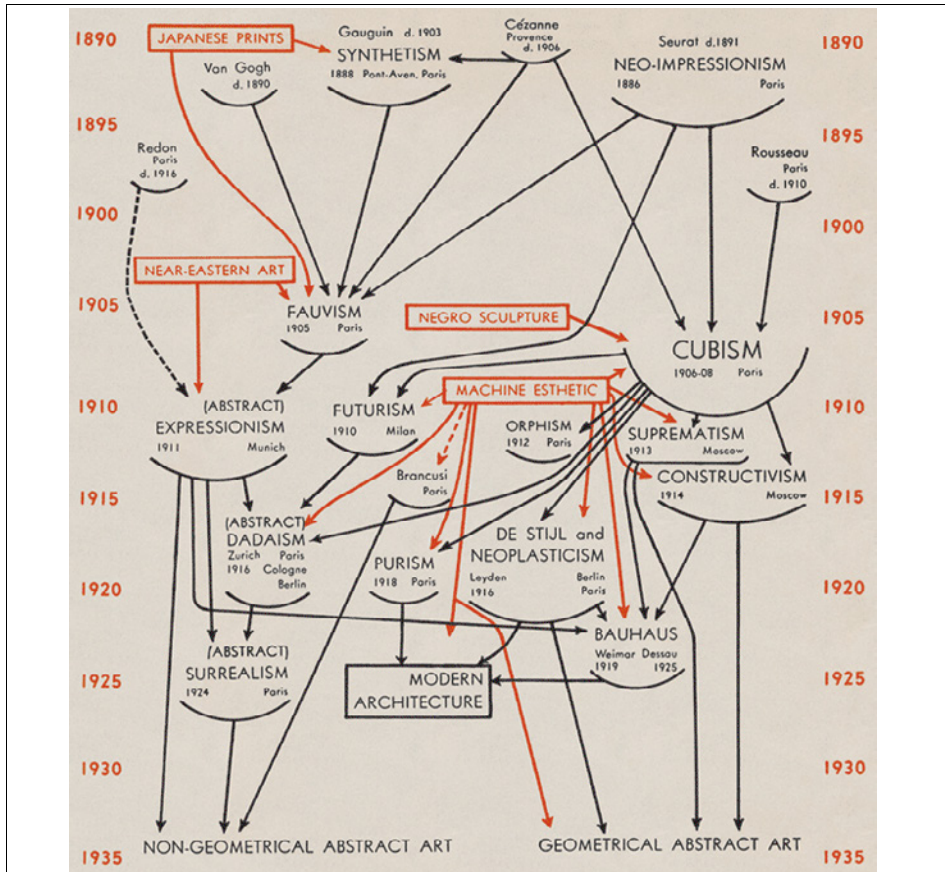 1890
JAPANESE PRINTS
Gauguin d. 1903
SYNTHETISM
1888 Pont-Aven, Paris
Cézanne
Provence
d. 1906
Seurat d.1891
NEO-IMPRESSIONISM
1886 Paris
1890
Van Gogh
d. 1890
1895
1895
Redon
Paris
d. 1916
Rousseau
Paris
d. 1910
1900
1900
NEAR-EASTERN ART
1905
FAUVISM
1905 Paris
NEGRO SCULPTURE
1905
CUBISM
1906-08 Paris
1910
(ABSTRACT)
EXPRESSIONISM
1911 Munich
FUTURISM
1910 Milan
MACHINE ESTHETIC
ORPHISM
1912 Paris
SUPREMATISM
1913 Moscow
1910
Brancusi
Paris
CONSTRUCTIVISM
1914 Moscow
1915
1915
(ABSTRACT)
DADAISM
Zurich Paris
1916 Cologne
Berlin
PURISM
1918 Paris
DE STIJL and
NEOPLASTICISM
Leyden Berlin
1916 Paris
1920
1920
BAUHAUS
Weimar Dessau
1919 1925
(ABSTRACT)
SURREALISM
1924 Paris
MODERN
ARCHITECTURE
1925
1925
1930
1930
NON-GEOMETRICAL ABSTRACT ART
GEOMETRICAL ABSTRACT ART
1935
1935